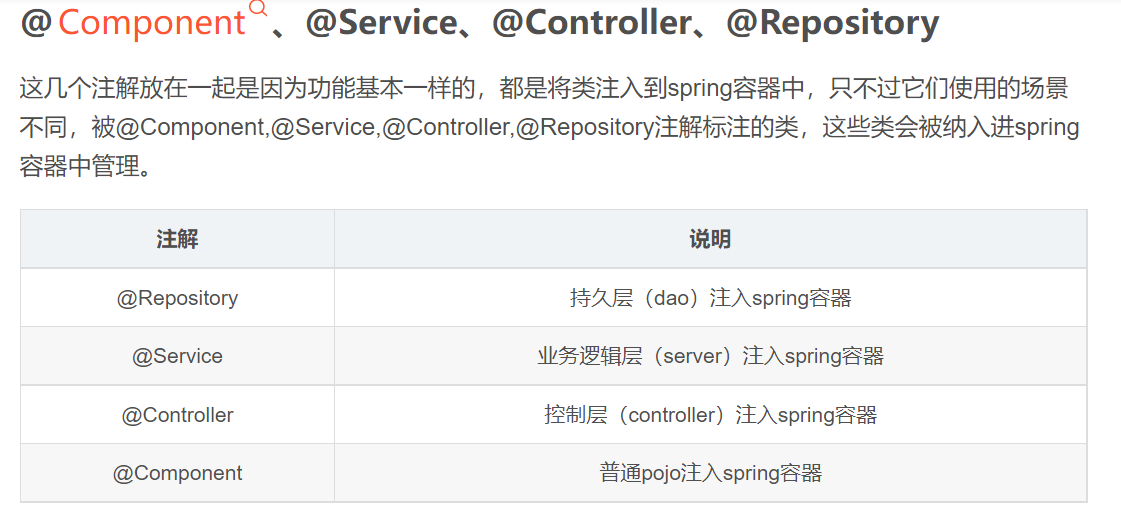 @Component、@Service、@Controller、@Repository
这几个注解放在一起是因为功能基本一样的，都是将类注入到spring容器中，只不过它们使用的场景
不同，被@Component,@Service,@Controller,@Repository注解标注的类，这些类会被纳入进spring
容器中管理。
注解 说明
@Repository 持久层（dao）注入spring容器
@Service 业务逻辑层（server）注入spring容器
@Controller 控制层（controller）注入spring容器
@Component 普通pojo注入spring容器